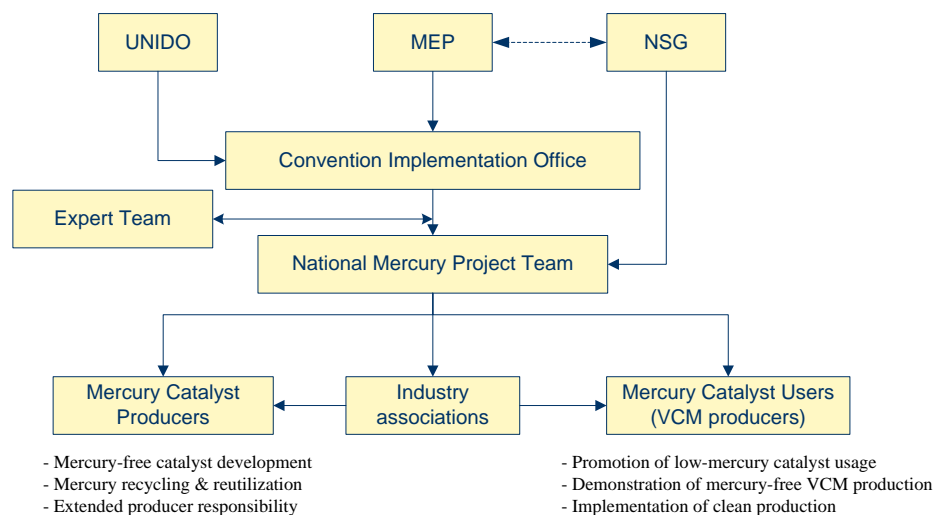 UNIDO
MEP
NSG
Convention Implementation Office
Expert Team
National Mercury Project Team
Mercury Catalyst
Producers
Industry
associations
Mercury Catalyst Users
(VCM producers)
- Mercury-free catalyst development
- Mercury recycling & reutilization
- Extended producer responsibility
- Promotion of low-mercury catalyst usage
- Demonstration of mercury-free VCM production
- Implementation of clean production